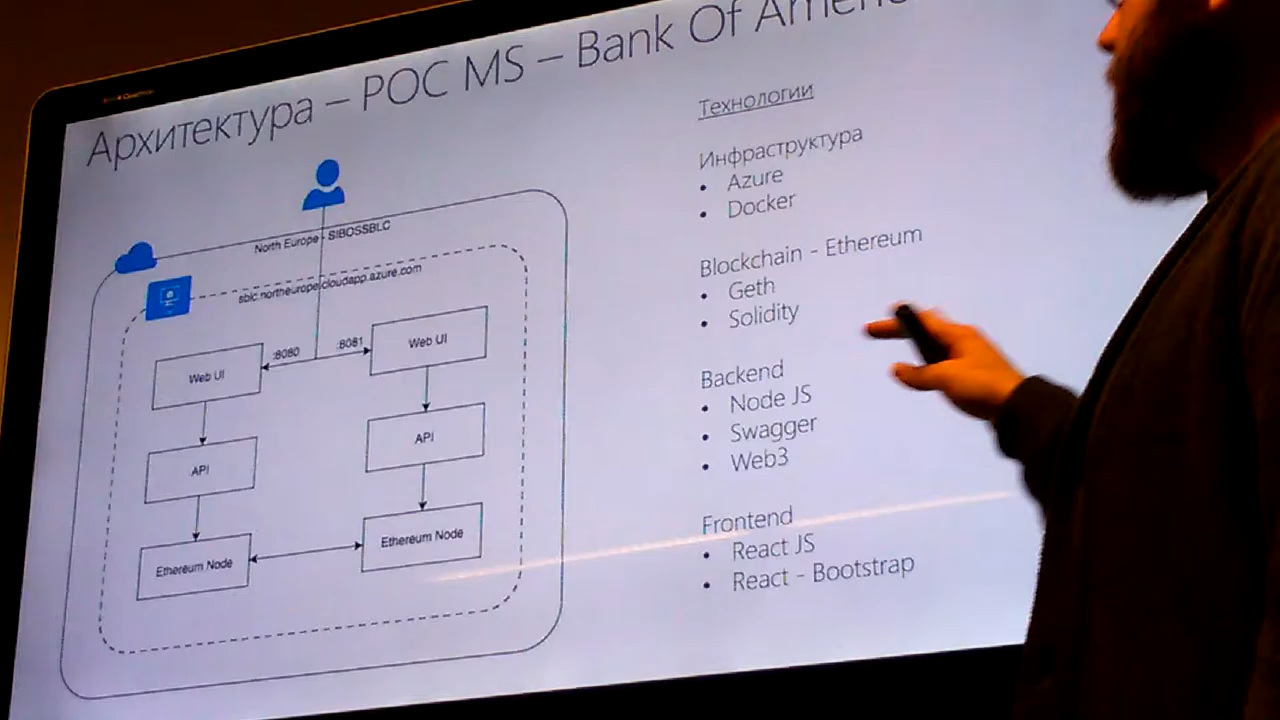 Архитектура – POC MS – Bank Of
North Europe - SIBOSSBLC
sblc.northeurope.cloudapp.azure.com
:8080
:8081
Web UI
Web UI
API
API
Ethereum Node
Ethereum Node
Технологии
Инфраструктура
• Azure
• Docker
Blockchain - Ethereum
• Geth
• Solidity
Backend
• Node JS
• Swagger
• Web3
Frontend
• React JS
• React - Bootstrap